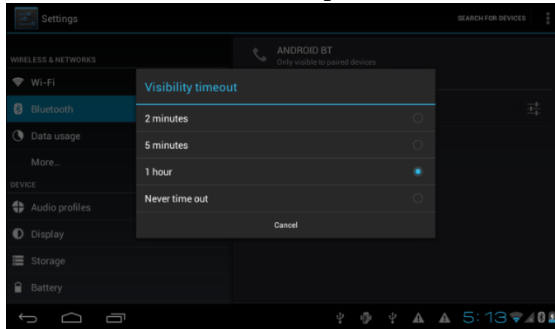 Settings
SEARCH FOR DEVICES
WIRELESS & NETWORKS
Wi-Fi
Bluetooth
Data usage
More...
DEVICE
Audio profiles
Display
Storage
Battery
ANDROID BT
Only visible to paired devices
Visibility timeout
2 minutes
5 minutes
1 hour
Never time out
Cancel
5:13